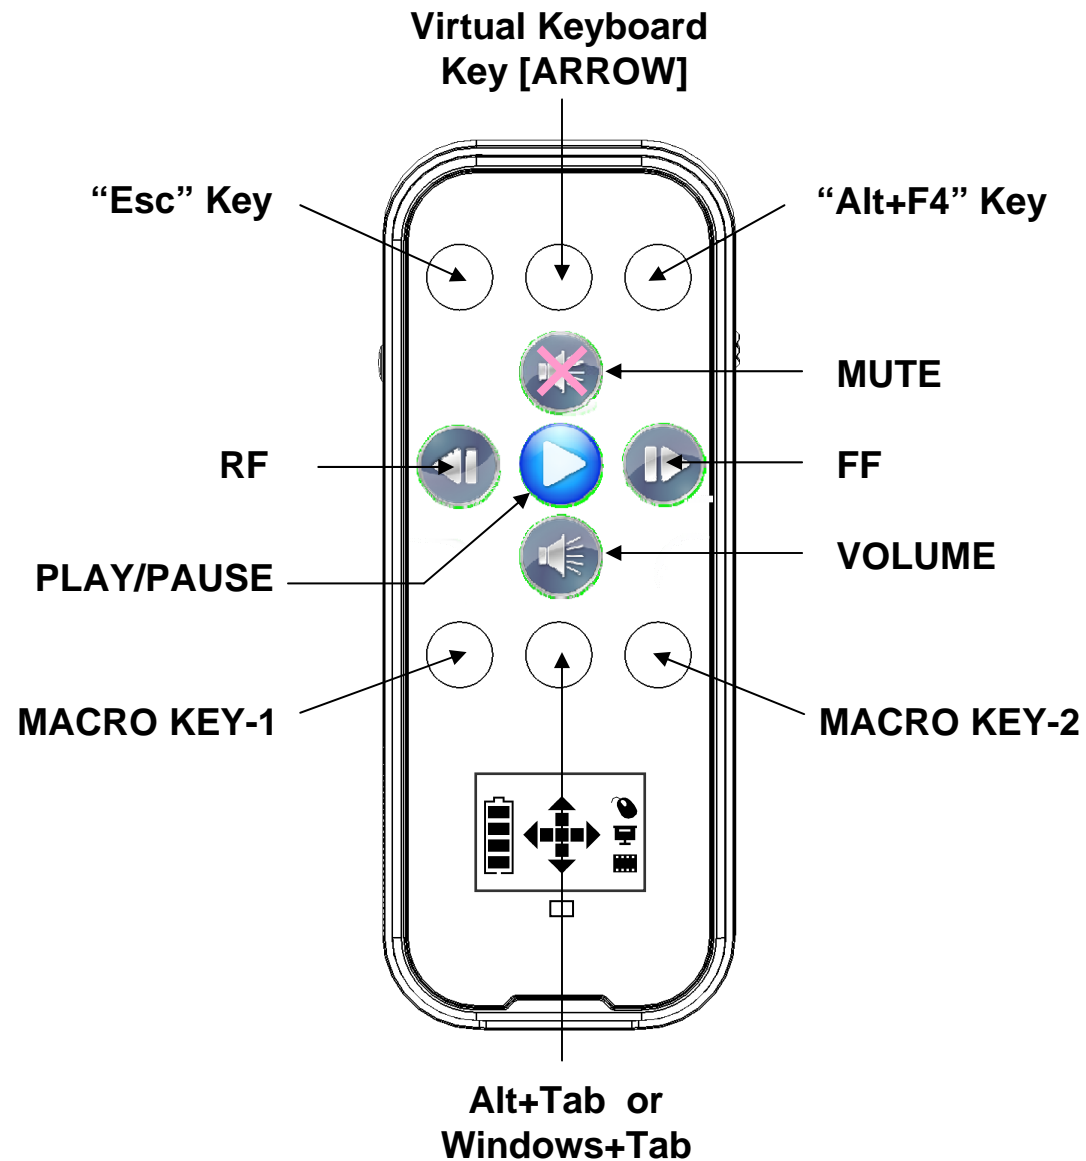 Virtual Keyboard
Key [ARROW]
“Esc” Key
“Alt+F4” Key
MUTE
RF
FF
VOLUME
PLAY/PAUSE
MACRO KEY-1
MACRO KEY-2
Alt+Tab or
Windows+Tab